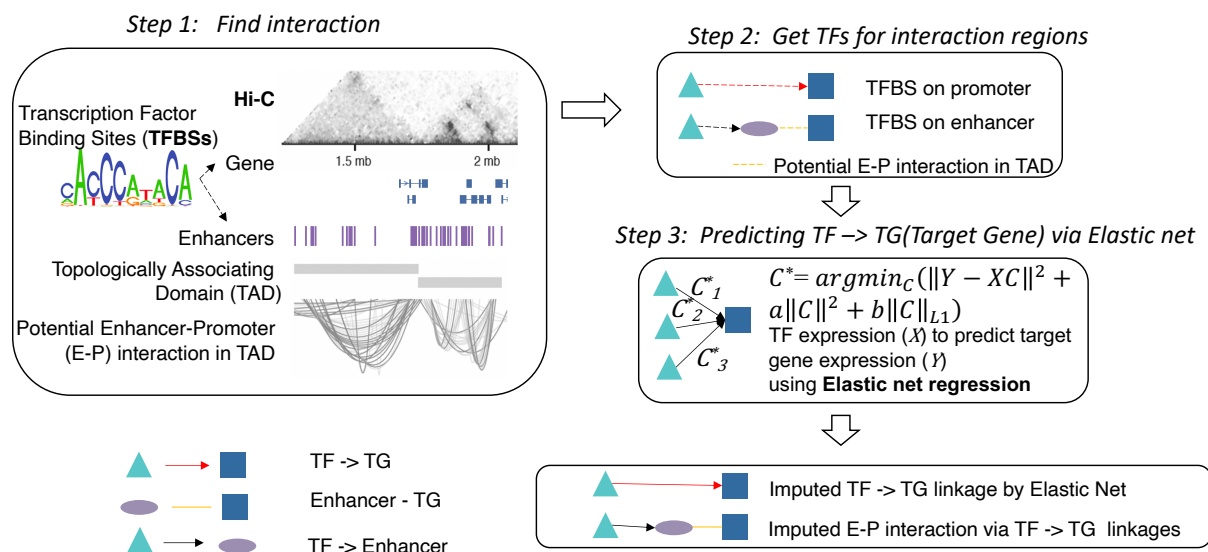 Step 1: Find interaction
Hi-C
Transcription Factor
Binding Sites (TFBSs)
1.5 mb
2 mb
Gene
CACCCATACA
Enhancers
Topologically Associating
Domain (TAD)
Potential Enhancer-Promoter
(E-P) interaction in TAD
TF -> TG
Enhancer - TG
TF -> Enhancer
Step 2: Get TFs for interaction regions
TFBS on promoter
TFBS on enhancer
Potential E-P interaction in TAD
Step 3: Predicting TF –> TG(Target Gene) via Elastic net
C*1
C*2
C*3
C*= argminC(‖Y − XC‖² +
a‖C‖² + b‖C‖L1)
TF expression (X) to predict target
gene expression (Y)
using Elastic net regression
Imputed TF -> TG linkage by Elastic Net
Imputed E-P interaction via TF -> TG linkages